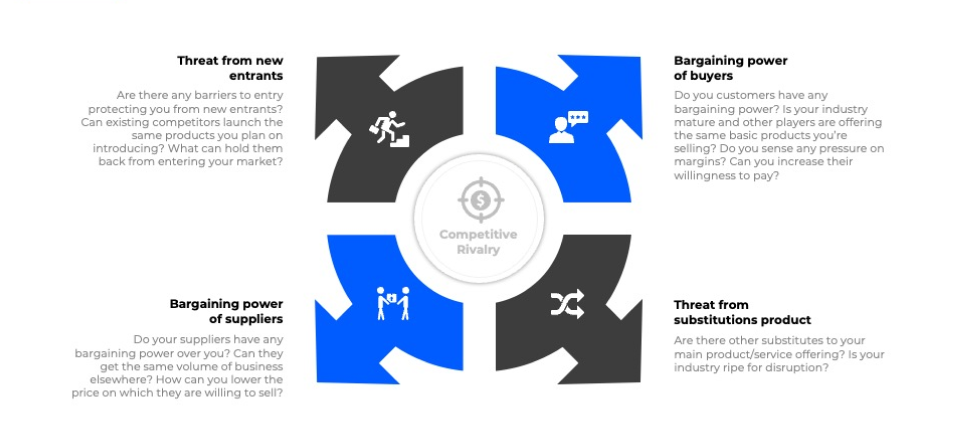 Threat from new
entrants
Are there any barriers to entry
protecting you from new entrants?
Can existing competitors launch the
same products you plan on
introducing? What can hold them
back from entering your market?
Bargaining power
of buyers
Do you customers have any
bargaining power? Is your industry
mature and other players are offering
the same basic products you're
selling? Do you sense any pressure on
margins? Can you increase their
willingness to pay?
$
Competitive
Rivalry
Bargaining power
of suppliers
Do your suppliers have any
bargaining power over you? Can they
get the same volume of business
elsewhere? How can you lower the
price on which they are willing to sell?
Threat from
substitutions product
Are there other substitutes to your
main product/service offering? Is your
industry ripe for disruption?